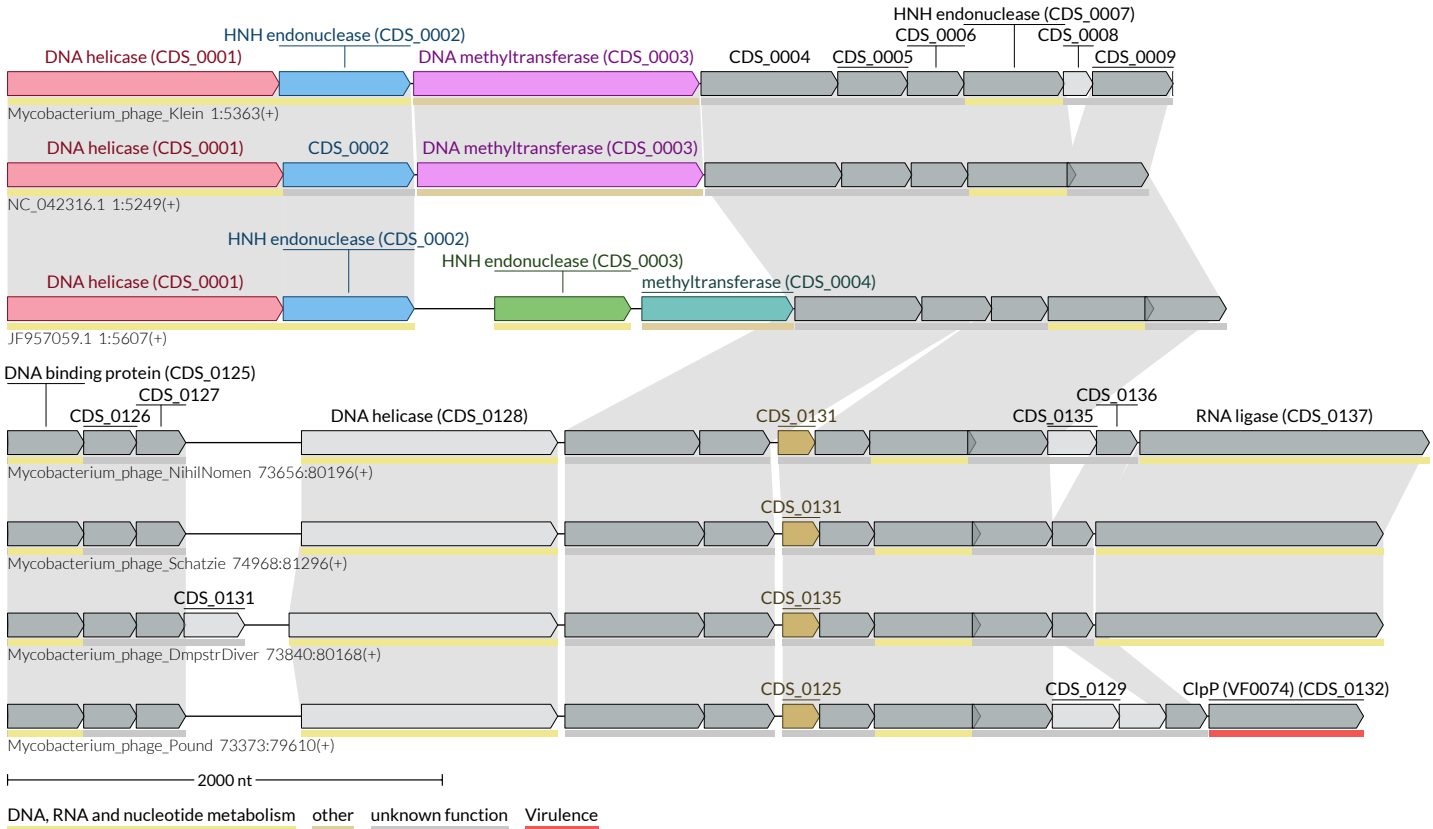 HNH endonuclease (CDS_0007)
HNH endonuclease (CDS_0002) CDS_0006 CDS_0008
DNA helicase (CDS_0001) DNA methyltransferase (CDS_0003) CDS_0004 CDS_0005 CDS_0009
Mycobacterium_phage_Klein 1:5363(+)
DNA helicase (CDS_0001) CDS_0002 DNA methyltransferase (CDS_0003)
NC_042316.1 1:5249(+)
HNH endonuclease (CDS_0002)
HNH endonuclease (CDS_0003)
DNA helicase (CDS_0001) methyltransferase (CDS_0004)
JF957059.1 1:5607(+)
DNA binding protein (CDS_0125)
CDS_0127 CDS_0136
CDS_0126 DNA helicase (CDS_0128) CDS_0131 CDS_0135 RNA ligase (CDS_0137)
Mycobacterium_phage_NihilNomen 73656:80196(+)
CDS_0131
Mycobacterium_phage_Schatzie 74968:81296(+)
CDS_0131 CDS_0135
Mycobacterium_phage_DmpstrDiver 73840:80168(+)
CDS_0125 CDS_0129 ClpP (VF0074) (CDS_0132)
Mycobacterium_phage_Pound 73373:79610(+)
2000 nt
DNA, RNA and nucleotide metabolism other unknown function Virulence